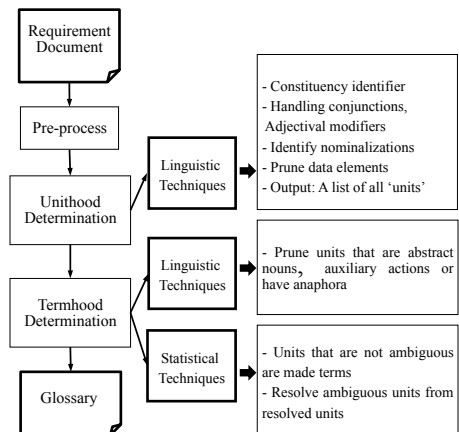 Requirement
Document
Pre-process
Unithood
Determination
Linguistic
Techniques
- Constituency identifier
- Handling conjunctions,
Adjectival modifiers
- Identify nominalizations
- Prune data elements
- Output: A list of all ‘units’
Termhood
Determination
Linguistic
Techniques
- Prune units that are abstract
nouns, auxiliary actions or
have anaphora
Statistical
Techniques
- Units that are not ambiguous
are made terms
- Resolve ambiguous units from
resolved units
Glossary